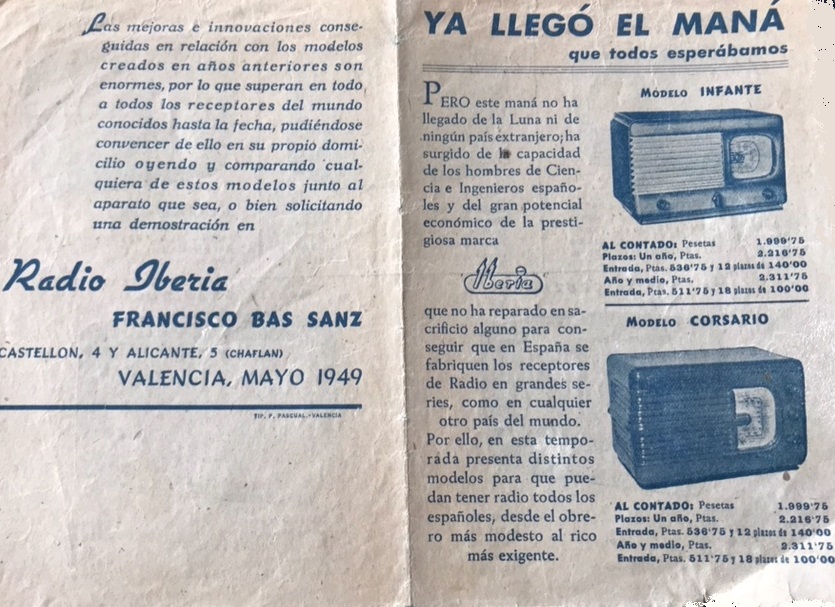 Las mejoras e innovaciones conse-
guidas en relación con los modelos
creados en años anteriores son
enormes, por lo que superan en todo
a todos los receptores del mundo
conocidos hasta la fecha, pudiéndose
convencer de ello en su propio domi-
cilio oyendo y comparando cual-
quiera de estos modelos junto al
aparato que sea, o bien solicitando
una demostración en
Radio Iberia
FRANCISCO BAS SANZ
CASTELLON, 4 Y ALICANTE, 5 (CHAFLAN)
VALENCIA, MAYO 1949
TIP. P. PASCUAL.-VALENCIA
YA LLEGÓ EL MANÁ
que todos esperábamos
PERO este maná no ha
llegado de la Luna ni de
ningún país extranjero; ha
surgido de la capacidad
de los hombres de Cien-
cia e Ingenieros españo-
les y del gran potencial
económico de la presti-
giosa marca
Iberia
que no ha reparado en sa-
crificio alguno para con-
seguir que en España se
fabriquen los receptores
de Radio en grandes se-
ries, como en cualquier
otro país del mundo.
Por ello, en esta tempo-
rada presenta distintos
modelos para que pue-
dan tener radio todos los
españoles, desde el obre-
ro más modesto al rico
más exigente.
MODELO INFANTE
AL CONTADO: Pesetas 1.999'75
Plazos: Un año, Ptas. 2.216'75
Entrada, Ptas. 536'75 y 12 plazos de 140'00
Año y medio, Ptas. 2.311'75
Entrada, Ptas. 511'75 y 18 plazos de 100'00
MODELO CORSARIO
AL CONTADO: Pesetas 1.999'75
Plazos: Un año, Ptas. 2.216'75
Entrada, Ptas. 536'75 y 12 plazos de 140'00
Año y medio, Ptas. 2.311'75
Entrada, Ptas. 511'75 y 18 plazos de 100'00